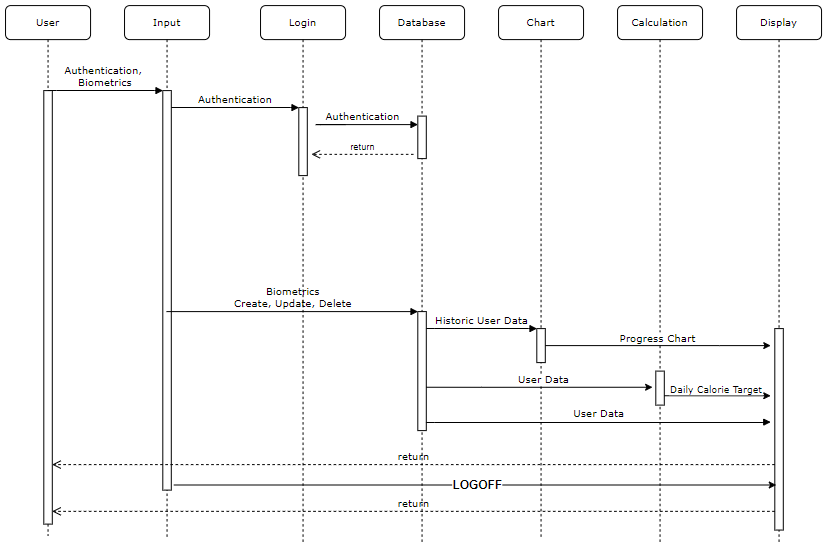 User
Input
Login
Database
Chart
Calculation
Display
Authentication,
Biometrics
Authentication
Authentication
return
Biometrics
Create, Update, Delete
Historic User Data
Progress Chart
User Data
Daily Calorie Target
User Data
return
LOGOFF
return